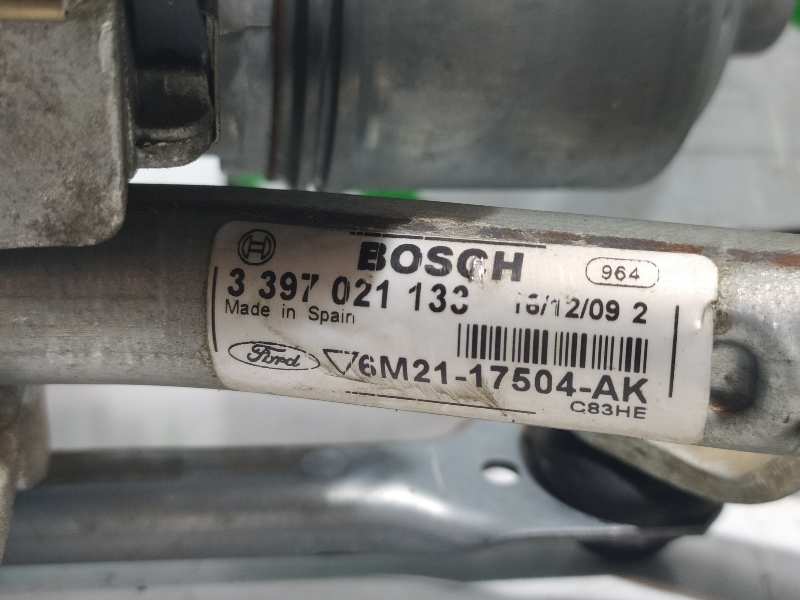 BOSCH
964
3 397 021 133
16/12/09 2
Made in Spain
Ford
6M21-17504-AK
C83HE